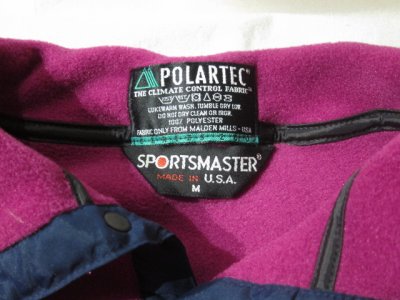 POLARTEC®
THE CLIMATE CONTROL FABRIC™
LUKEWARM WASH, TUMBLE DRY LOW,
DO NOT DRY CLEAN OR IRON.
100% POLYESTER
FABRIC ONLY FROM MALDEN MILLS - USA
SPORTSMASTER®
MADE IN U.S.A.
M